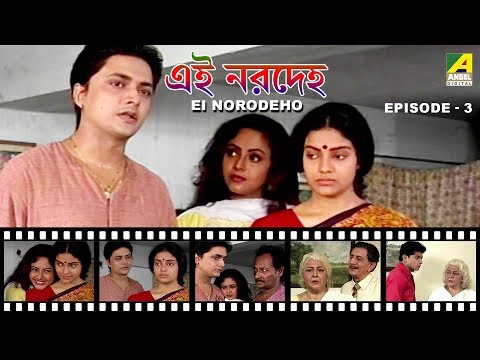 এই নরদেহ
EI NORODEHO
ANGEL
DIGITAL
EPISODE - 3